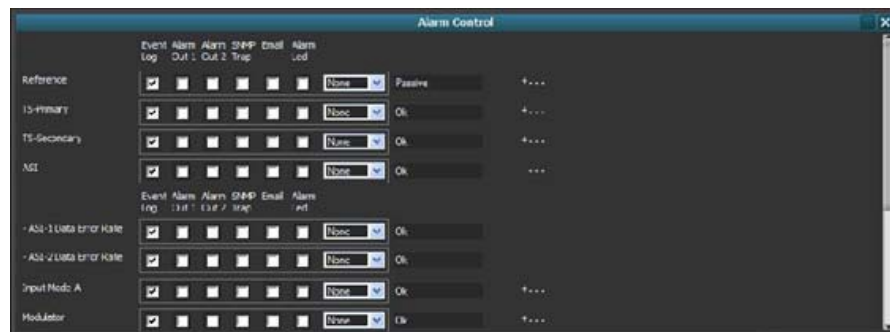 Alarm Control
Event Log Alarm Out 1 Alarm Out 2 SNMP Trap Email Alarm Led
Reference None Passive +...
TS-Primary None Ok +...
TS-Secondary None Ok +...
ASI None Ok ---
Event Log Alarm Out 1 Alarm Out 2 SNMP Trap Email Alarm Led
- ASI-1 Data Error Rate None Ok
- ASI-2 Data Error Rate None Ok
Input Mode A None Ok +...
Modulator None Ok +...